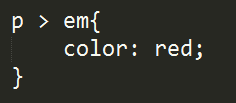 p > em{
    color: red;
}